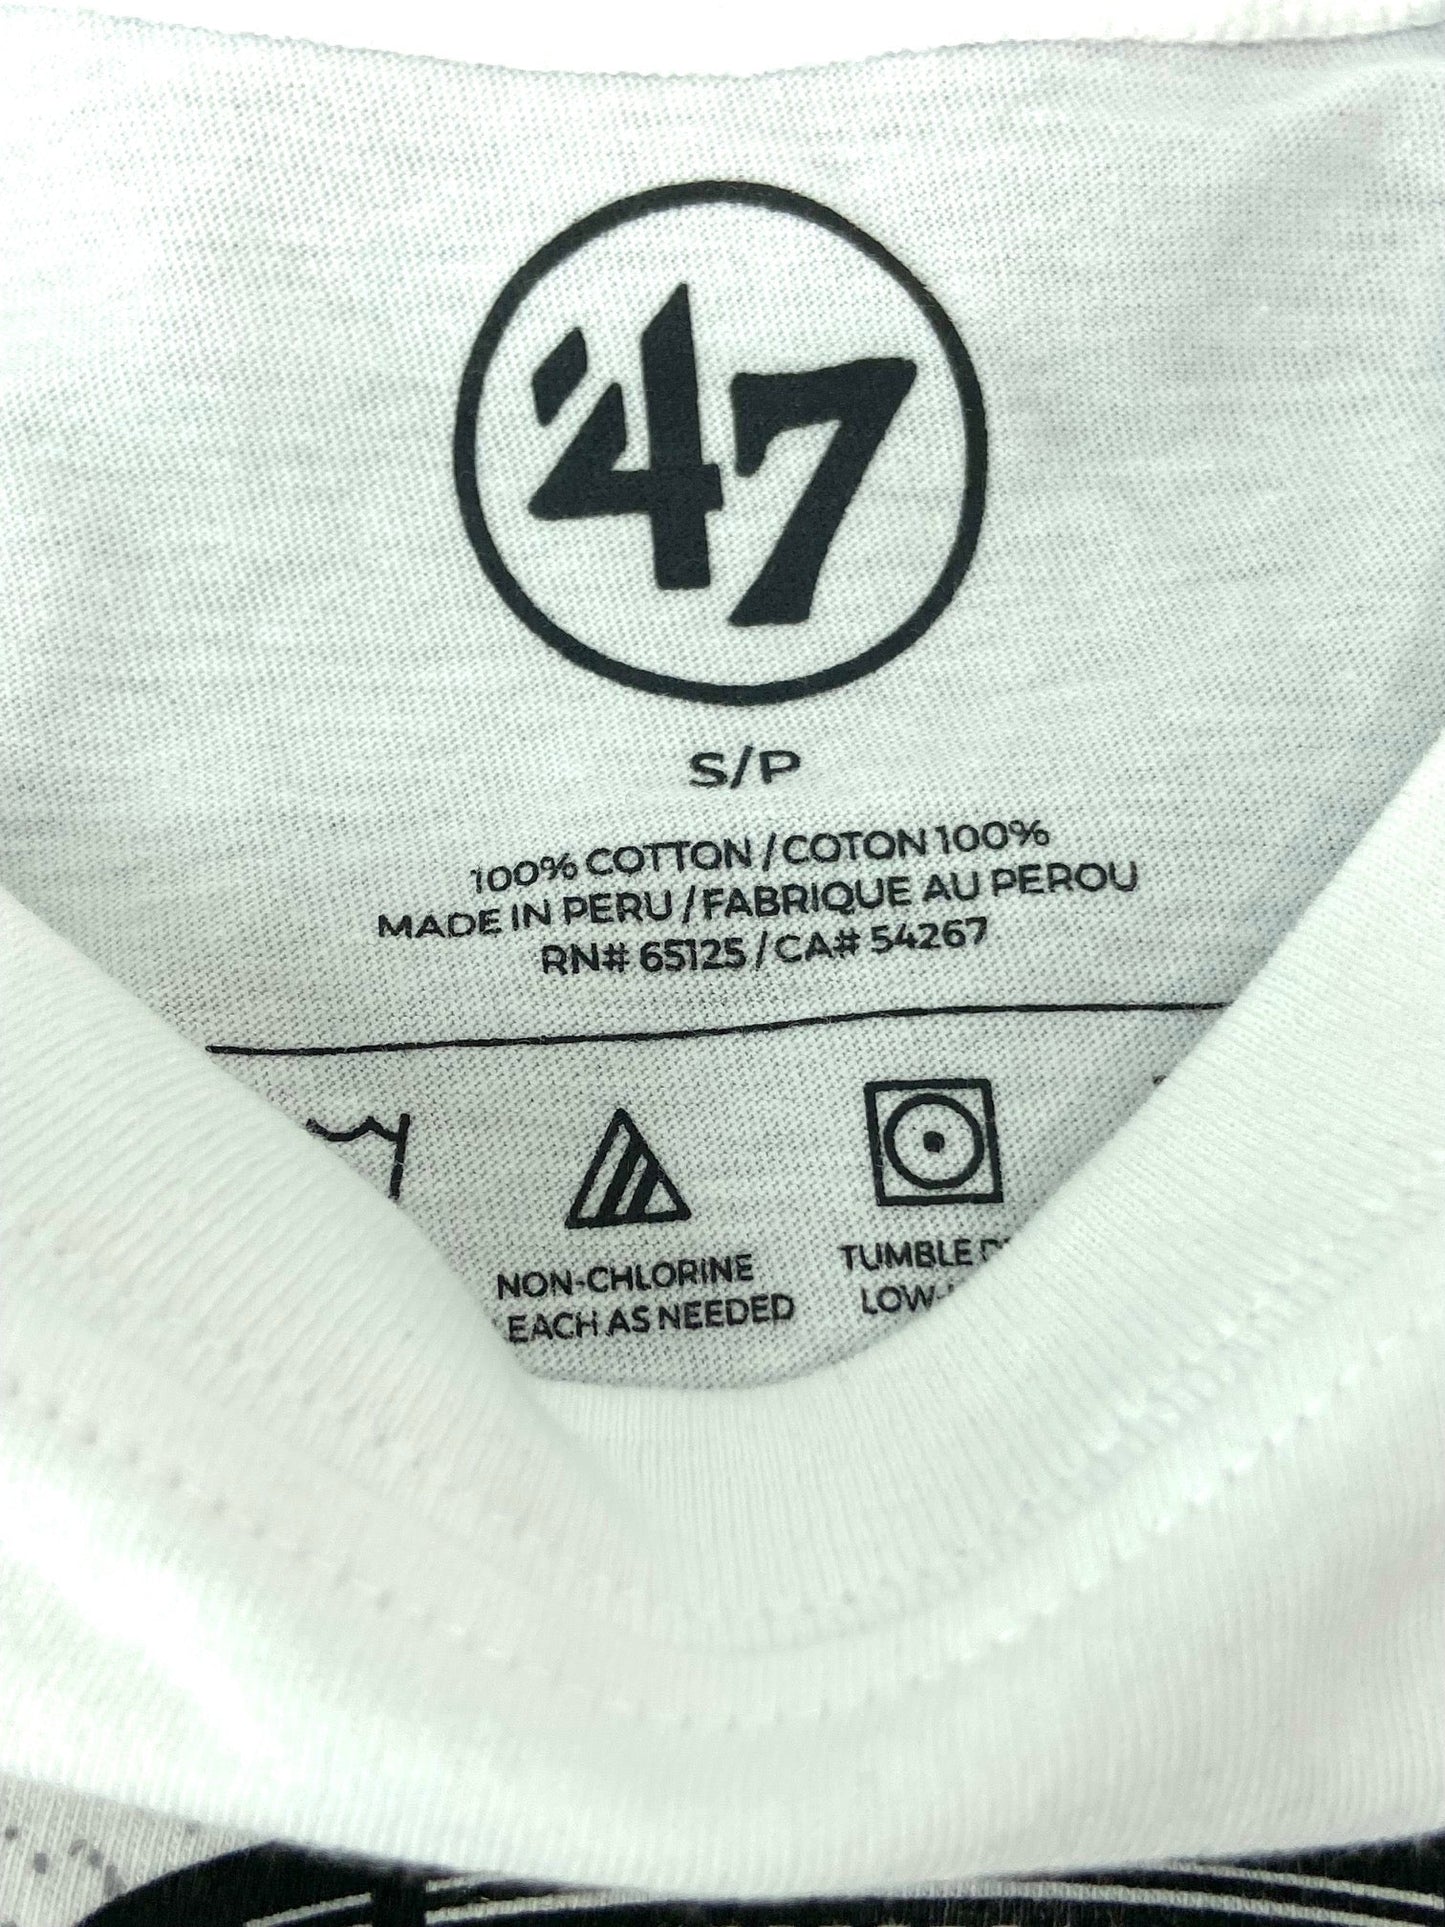 '47
S/P
100% COTTON / COTON 100%
MADE IN PERU / FABRIQUE AU PEROU
RN# 65125 / CA# 54267
NON-CHLORINE
AS NEEDED
TUMBLE